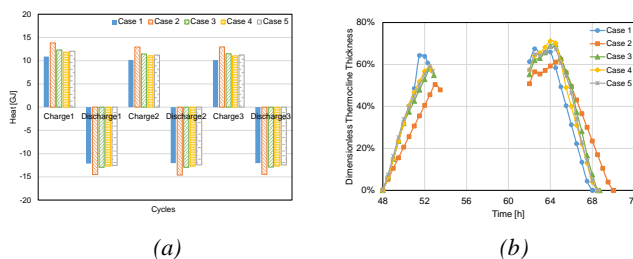 Case 1 Case 2 Case 3 Case 4 Case 5
20
15
10
5
0
-5
-10
-15
-20
Heat [GJ]
Charge1 Discharge1 Charge2 Discharge2 Charge3 Discharge3
Cycles
(a)
80%
60%
40%
20%
0%
Dimensionless Thermocline Thickness
Case 1
Case 2
Case 3
Case 4
Case 5
48 52 56 60 64 68 72
Time [h]
(b)